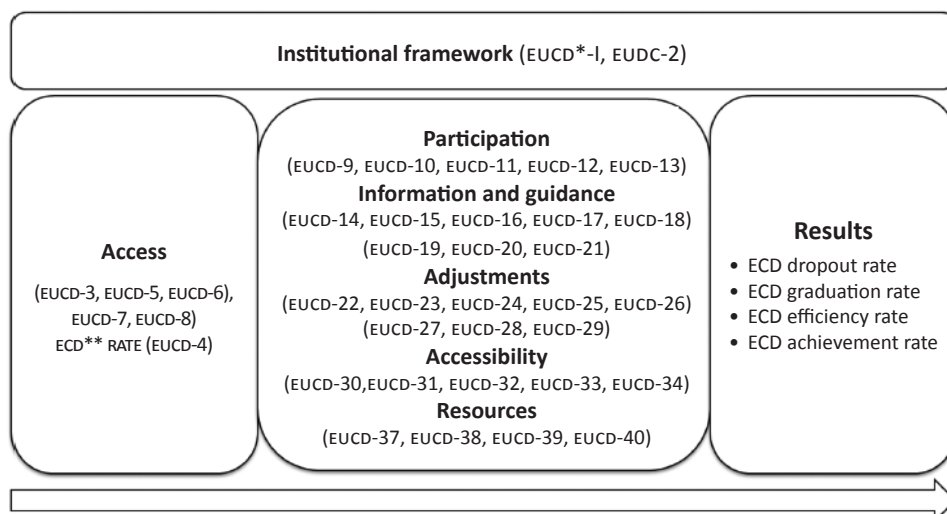 Institutional framework (EUCD*-I, EUDC-2)
Access
(EUCD-3, EUCD-5, EUCD-6),
EUCD-7, EUCD-8)
ECD** RATE (EUCD-4)
Participation
(EUCD-9, EUCD-10, EUCD-11, EUCD-12, EUCD-13)
Information and guidance
(EUCD-14, EUCD-15, EUCD-16, EUCD-17, EUCD-18)
(EUCD-19, EUCD-20, EUCD-21)
Adjustments
(EUCD-22, EUCD-23, EUCD-24, EUCD-25, EUCD-26)
(EUCD-27, EUCD-28, EUCD-29)
Accessibility
(EUCD-30,EUCD-31, EUCD-32, EUCD-33, EUCD-34)
Resources
(EUCD-37, EUCD-38, EUCD-39, EUCD-40)
Results
• ECD dropout rate
• ECD graduation rate
• ECD efficiency rate
• ECD achievement rate